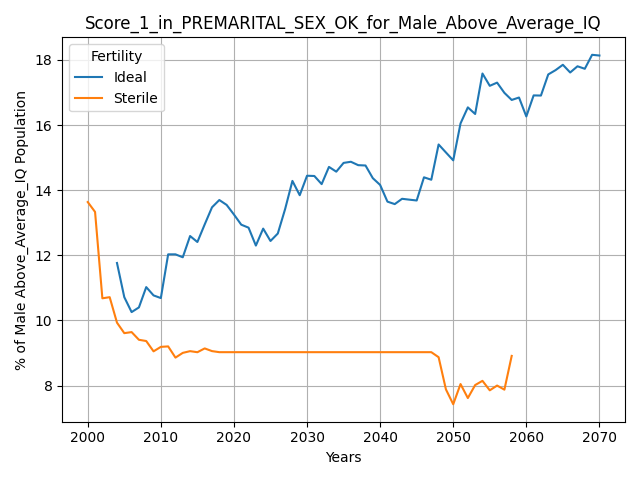 Score_1_in_PREMARITAL_SEX_OK_for_Male_Above_Average_IQ
Fertility
Ideal
Sterile
% of Male Above_Average_IQ Population
18
16
14
12
10
8
2000 2010 2020 2030 2040 2050 2060 2070
Years